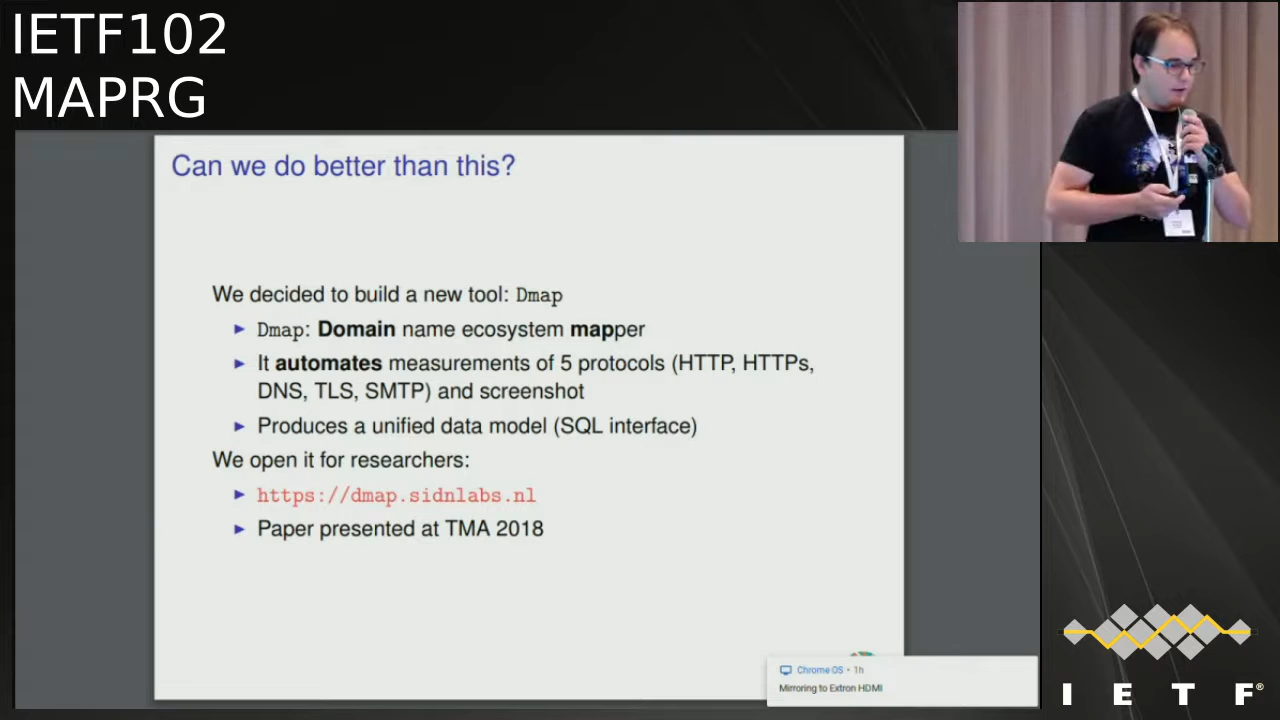 IETF102
MAPRG
Can we do better than this?
We decided to build a new tool: Dmap
► Dmap: Domain name ecosystem mapper
► It automates measurements of 5 protocols (HTTP, HTTPs,
DNS, TLS, SMTP) and screenshot
► Produces a unified data model (SQL interface)
We open it for researchers:
► https://dmap.sidnlabs.nl
► Paper presented at TMA 2018
Chrome OS • 1h
Mirroring to Extron HDMI
I E T F®